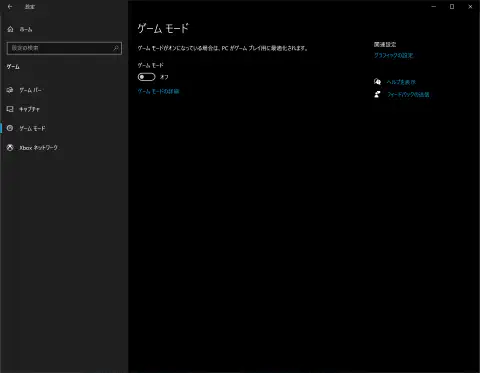 設定
ホーム
設定の検索
ゲーム
ゲーム バー
キャプチャ
ゲーム モード
Xbox ネットワーク
ゲーム モード
ゲーム モードがオンになっている場合は、PC がゲーム プレイ用に最適化されます。
ゲーム モード
オフ
ゲーム モードの詳細
関連設定
グラフィックの設定
ヘルプを表示
フィードバックの送信